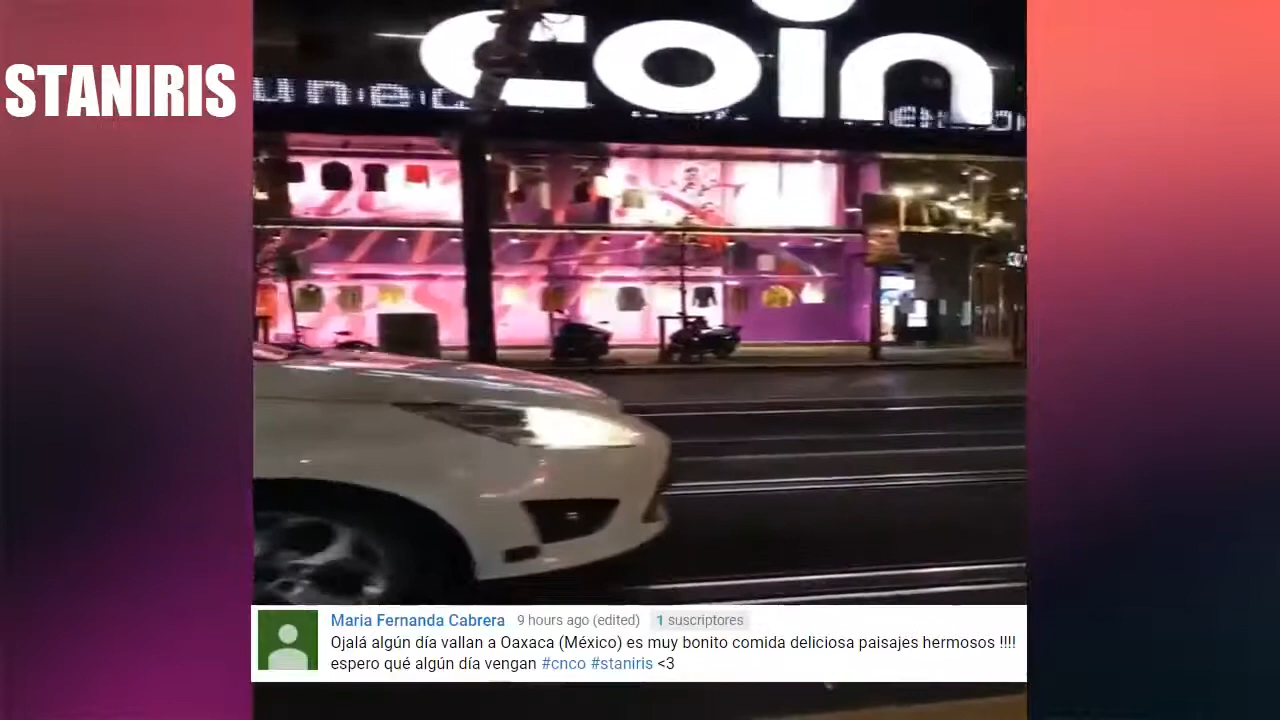 STANIRIS
coin
Maria Fernanda Cabrera 9 hours ago (edited) 1 suscriptores
Ojalá algún día vallan a Oaxaca (México) es muy bonito comida deliciosa paisajes hermosos !!!!
espero qué algún día vengan #cnco #staniris <3